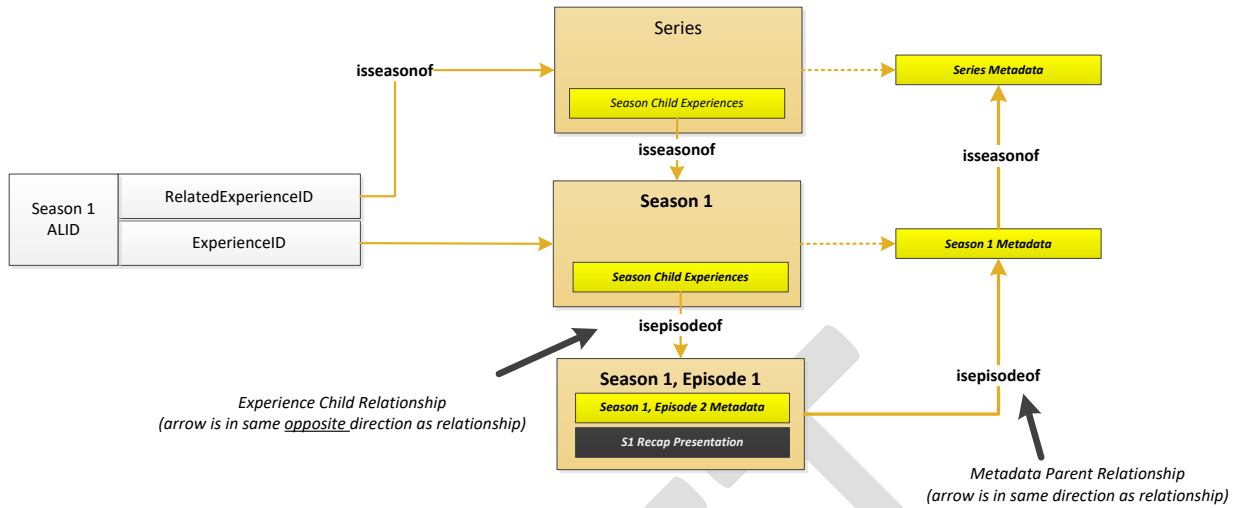 Series
isseasonof
Series Metadata
Season Child Experiences
isseasonof
isseasonof
Season 1
ALID
RelatedExperienceID
ExperienceID
Season 1
Season 1 Metadata
Season Child Experiences
isepisodeof
Season 1, Episode 1
isepisodeof
Season 1, Episode 2 Metadata
S1 Recap Presentation
Experience Child Relationship
(arrow is in same opposite direction as relationship)
Metadata Parent Relationship
(arrow is in same direction as relationship)